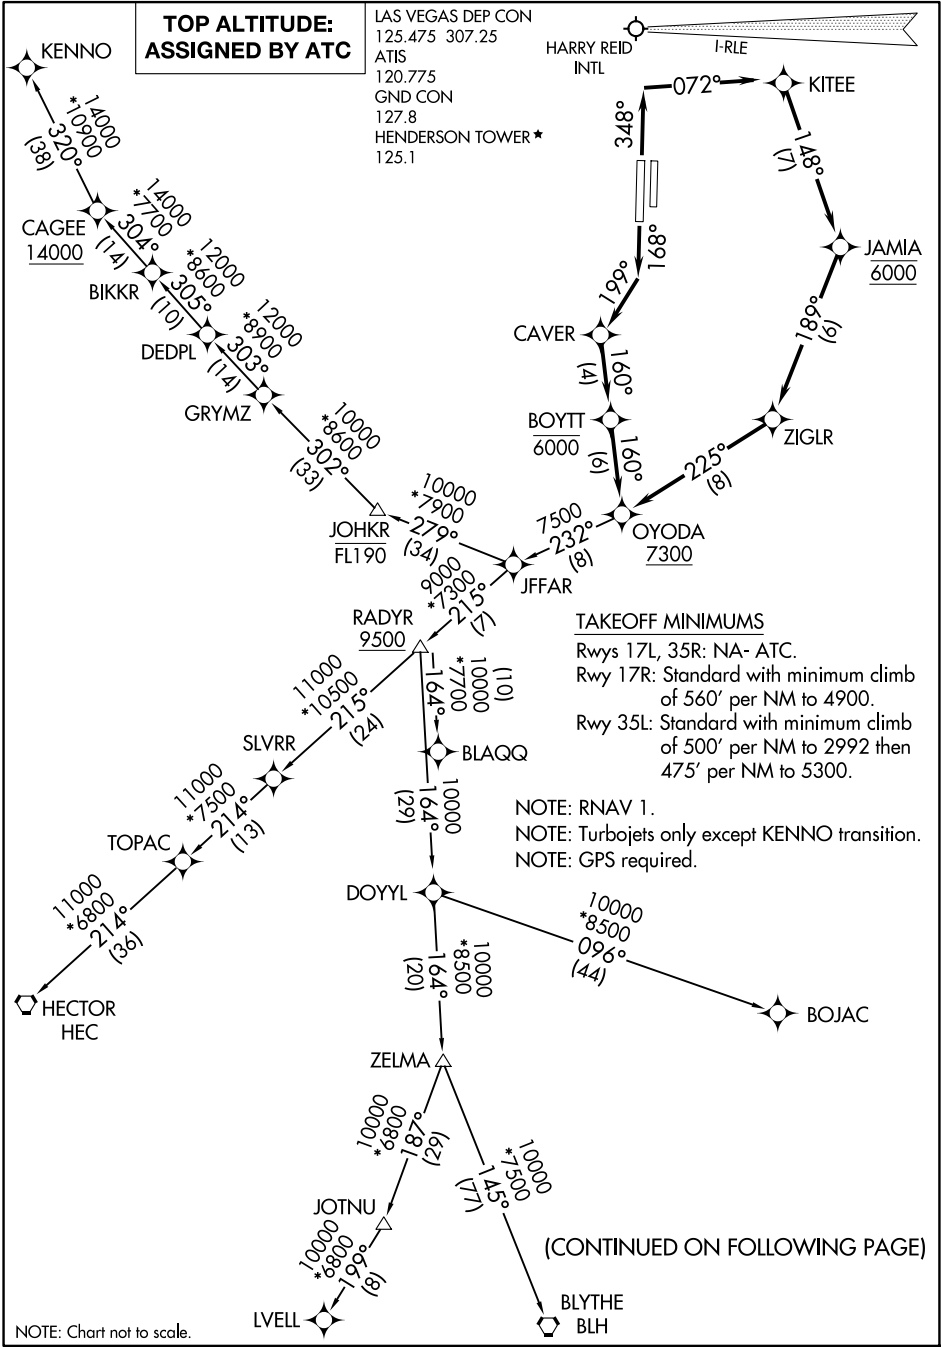 TOP ALTITUDE:
ASSIGNED BY ATC
LAS VEGAS DEP CON
125.475 307.25
ATIS
120.775
GND CON
127.8
HENDERSON TOWER★
125.1
HARRY REID
INTL
I-RLE
KENNO
14000
*10900
320°
(38)
CAGEE
14000
14000
*7700
304°
(14)
BIKKR
12000
*8600
305°
(10)
DEDPL
12000
*8900
303°
(14)
GRYMZ
10000
*8600
302°
(33)
JOHKR
FL190
10000
*7900
279°
(34)
JFFAR
348°
072°
KITEE
148°
(7)
JAMIA
6000
189°
(6)
ZIGLR
225°
(8)
168°
199°
CAVER
160°
(4)
BOYTT
6000
160°
(6)
OYODA
7300
7500
232°
(8)
9000
*7300
215°
(7)
RADYR
9500
11000
*10500
215°
(24)
SLVRR
11000
*7500
214°
(13)
TOPAC
11000
*6800
214°
(36)
HECTOR
HEC
(10)
10000
*7700
164°
BLAQQ
10000
164°
(29)
DOYYL
10000
*8500
096°
(44)
BOJAC
10000
*8500
164°
(20)
ZELMA
10000
*6800
187°
(29)
JOTNU
10000
*6800
199°
(8)
LVELL
10000
*7500
145°
(77)
BLYTHE
BLH
TAKEOFF MINIMUMS
Rwys 17L, 35R: NA- ATC.
Rwy 17R: Standard with minimum climb
of 560' per NM to 4900.
Rwy 35L: Standard with minimum climb
of 500' per NM to 2992 then
475' per NM to 5300.
NOTE: RNAV 1.
NOTE: Turbojets only except KENNO transition.
NOTE: GPS required.
(CONTINUED ON FOLLOWING PAGE)
NOTE: Chart not to scale.